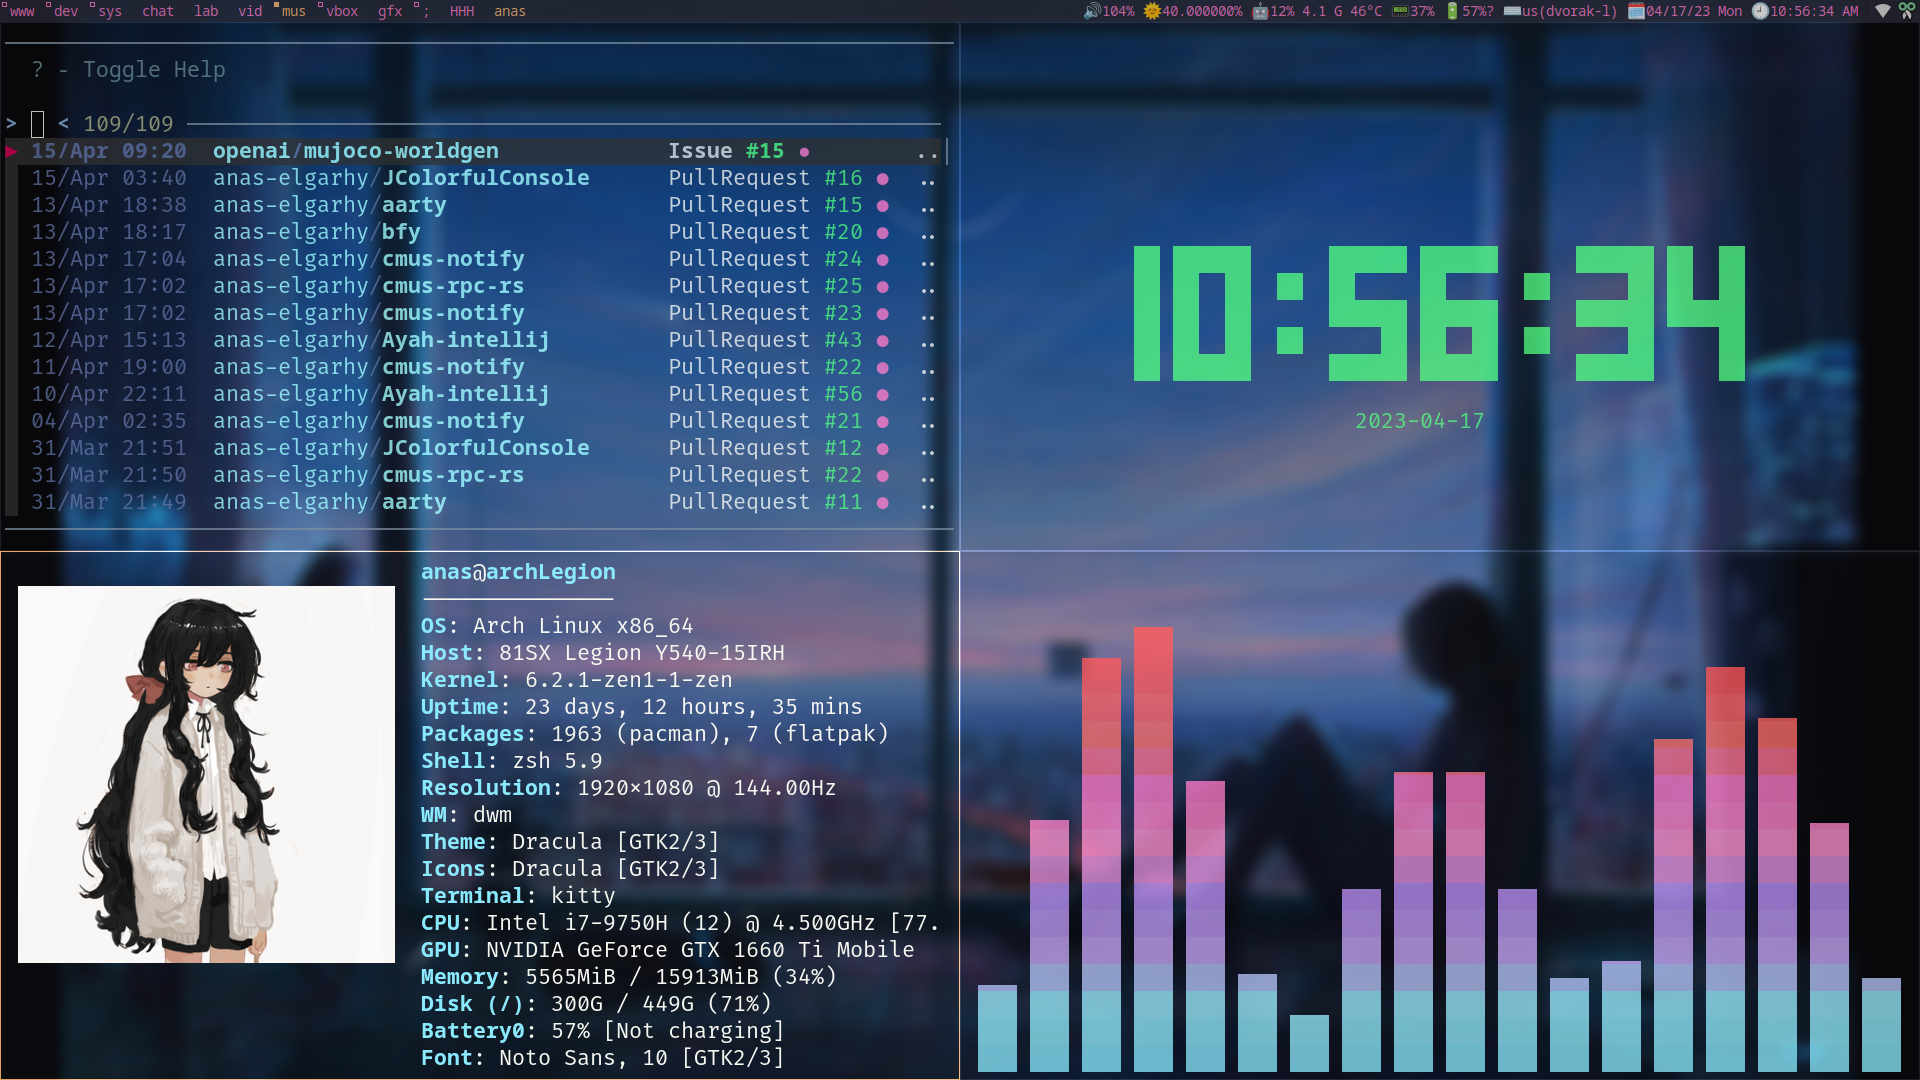 www dev sys chat lab vid mus vbox gfx ; HHH anas 104% 40.000000% 12% 4.1 G 46°C 37% 57%? us(dvorak-l) 04/17/23 Mon 10:56:34 AM
? - Toggle Help
> < 109/109
15/Apr 09:20 openai/mujoco-worldgen Issue #15 ● ..
15/Apr 03:40 anas-elgarhy/JColorfulConsole PullRequest #16 ● ..
13/Apr 18:38 anas-elgarhy/aarty PullRequest #15 ● ..
13/Apr 18:17 anas-elgarhy/bfy PullRequest #20 ● ..
13/Apr 17:04 anas-elgarhy/cmus-notify PullRequest #24 ● ..
13/Apr 17:02 anas-elgarhy/cmus-rpc-rs PullRequest #25 ● ..
13/Apr 17:02 anas-elgarhy/cmus-notify PullRequest #23 ● ..
12/Apr 15:13 anas-elgarhy/Ayah-intellij PullRequest #43 ● ..
11/Apr 19:00 anas-elgarhy/cmus-notify PullRequest #22 ● ..
10/Apr 22:11 anas-elgarhy/Ayah-intellij PullRequest #56 ● ..
04/Apr 02:35 anas-elgarhy/cmus-notify PullRequest #21 ● ..
31/Mar 21:51 anas-elgarhy/JColorfulConsole PullRequest #12 ● ..
31/Mar 21:50 anas-elgarhy/cmus-rpc-rs PullRequest #22 ● ..
31/Mar 21:49 anas-elgarhy/aarty PullRequest #11 ● ..
10:56:34
2023-04-17
anas@archLegion
OS: Arch Linux x86_64
Host: 81SX Legion Y540-15IRH
Kernel: 6.2.1-zen1-1-zen
Uptime: 23 days, 12 hours, 35 mins
Packages: 1963 (pacman), 7 (flatpak)
Shell: zsh 5.9
Resolution: 1920×1080 @ 144.00Hz
WM: dwm
Theme: Dracula [GTK2/3]
Icons: Dracula [GTK2/3]
Terminal: kitty
CPU: Intel i7-9750H (12) @ 4.500GHz [77.
GPU: NVIDIA GeForce GTX 1660 Ti Mobile
Memory: 5565MiB / 15913MiB (34%)
Disk (/): 300G / 449G (71%)
Battery0: 57% [Not charging]
Font: Noto Sans, 10 [GTK2/3]